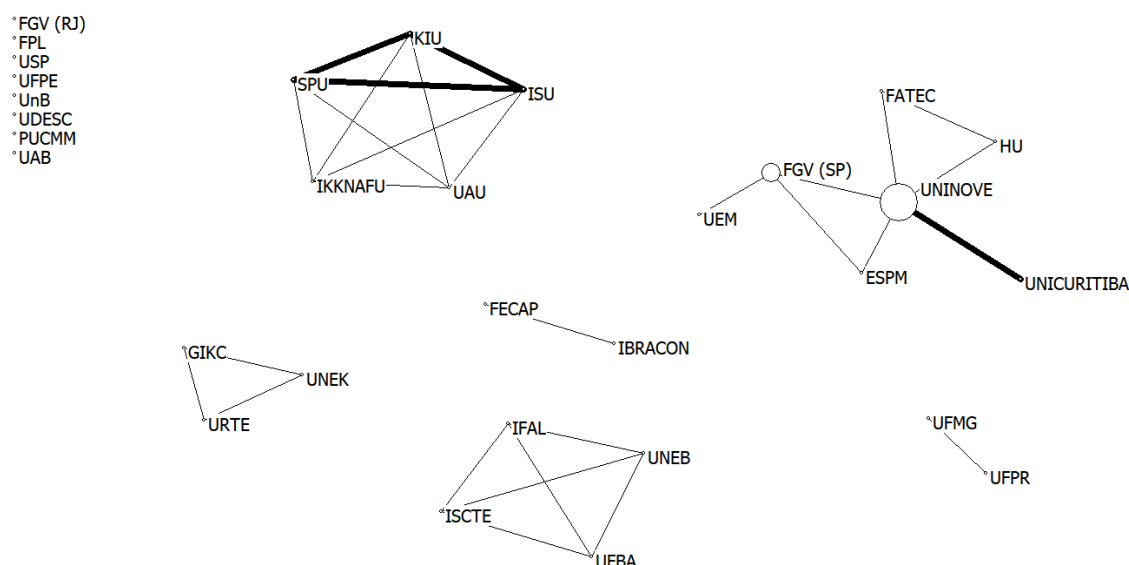 FGV (RJ)
FPL
USP
UFPE
UnB
UDESC
PUCMM
UAB
KIU
SPU
ISU
IKKNAFU
UAU
FATEC
HU
FGV (SP)
UNINOVE
UEM
ESPM
UNICURITIBA
FECAP
IBRACON
GIKC
UNEK
URTE
IFAL
UNEB
ISCTE
UFBA
UFMG
UFPR